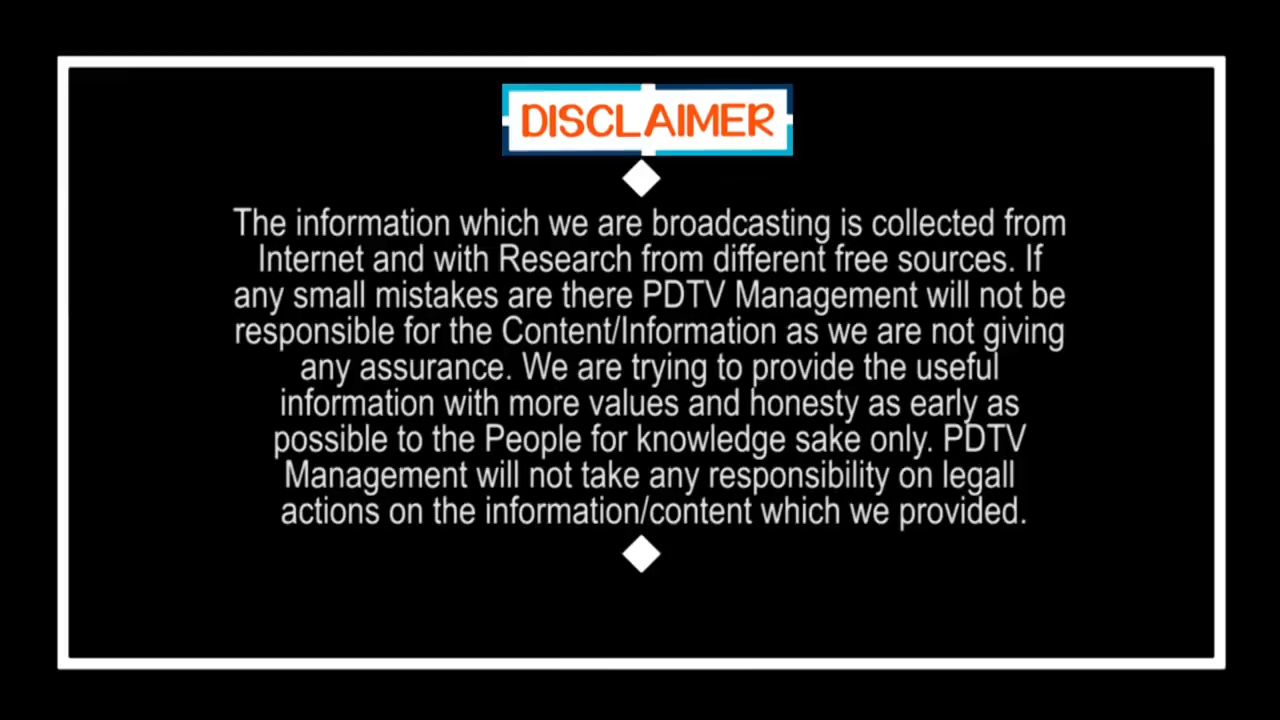 DISCLAIMER
The information which we are broadcasting is collected from
Internet and with Research from different free sources. If
any small mistakes are there PDTV Management will not be
responsible for the Content/Information as we are not giving
any assurance. We are trying to provide the useful
information with more values and honesty as early as
possible to the People for knowledge sake only. PDTV
Management will not take any responsibility on legall
actions on the information/content which we provided.